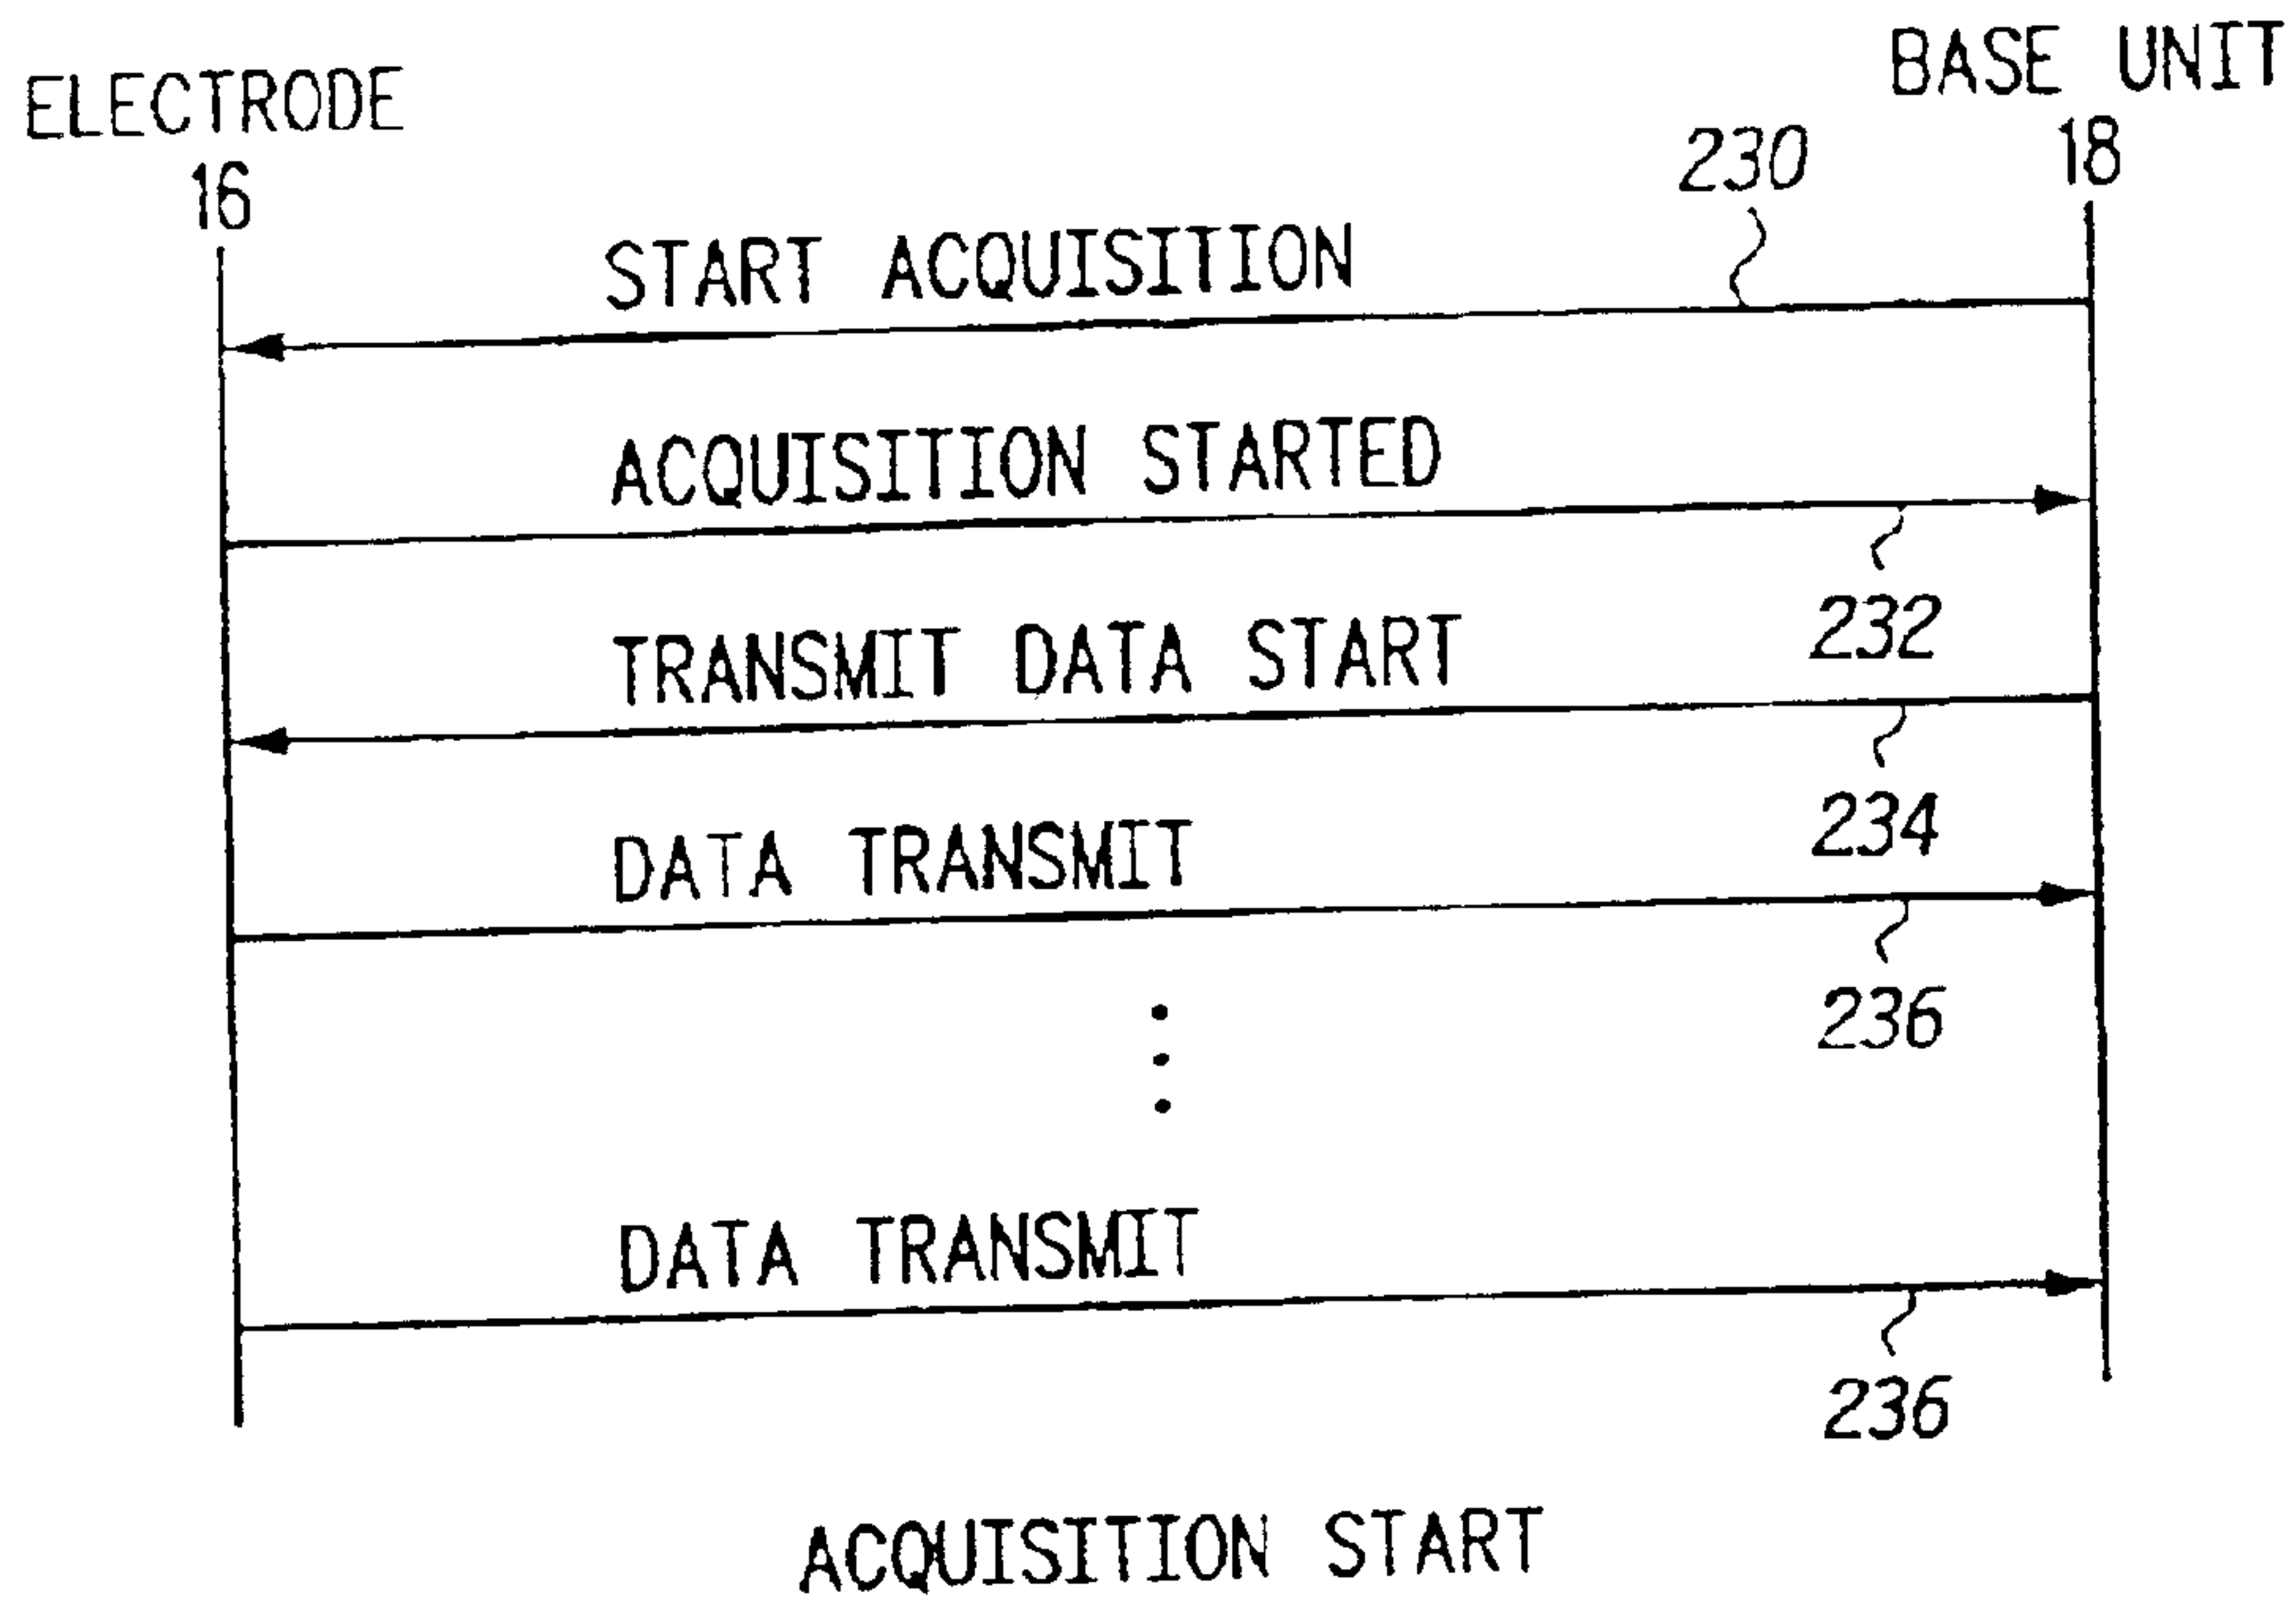 ELECTRODE
16
BASE UNIT
18
230
START ACQUISITION
ACQUISITION STARTED
232
TRANSMIT DATA START
234
DATA TRANSMIT
236
DATA TRANSMIT
236
ACQUISITION START